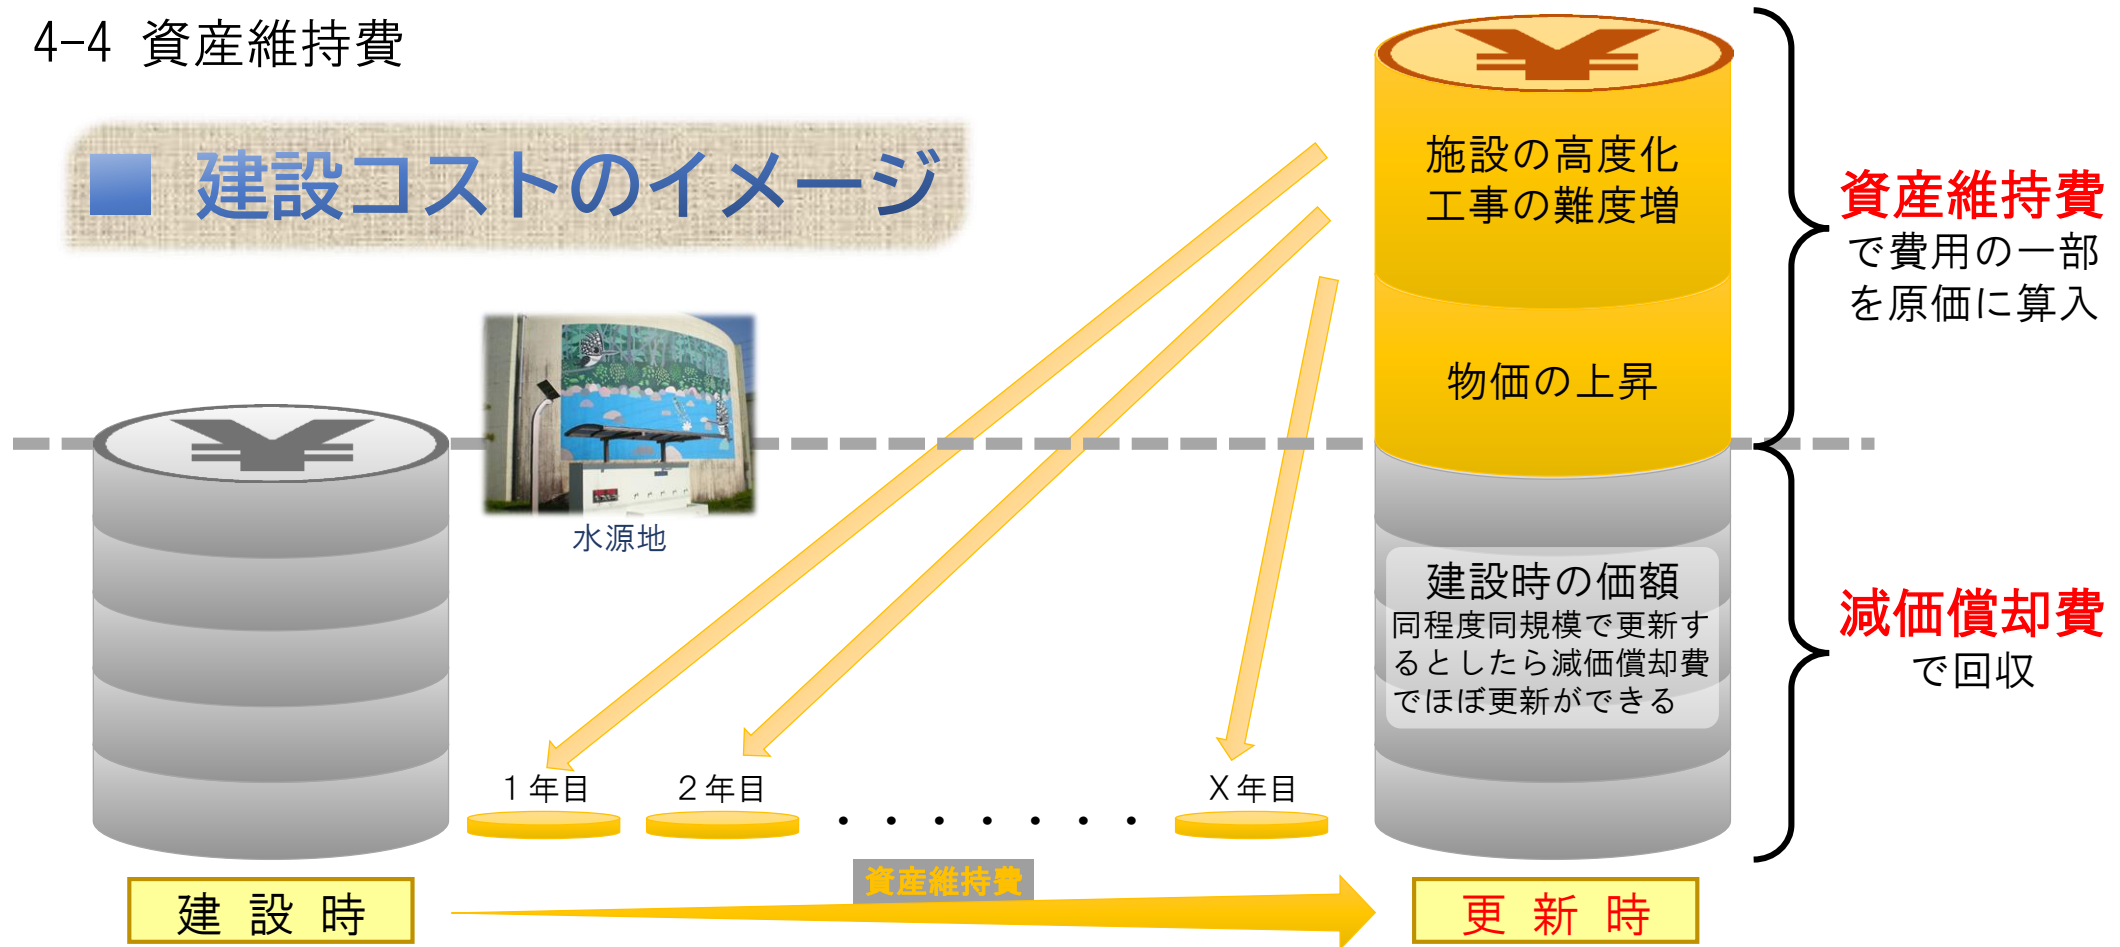 4-4 資産維持費
■ 建設コストのイメージ
施設の高度化
工事の難度増
物価の上昇
資産維持費
で費用の一部
を原価に算入
水源地
建設時の価額
同程度同規模で更新す
るとしたら減価償却費
でほぼ更新ができる
減価償却費
で回収
1年目
2年目
・・・・・・・
X年目
資産維持費
建設時
更新時